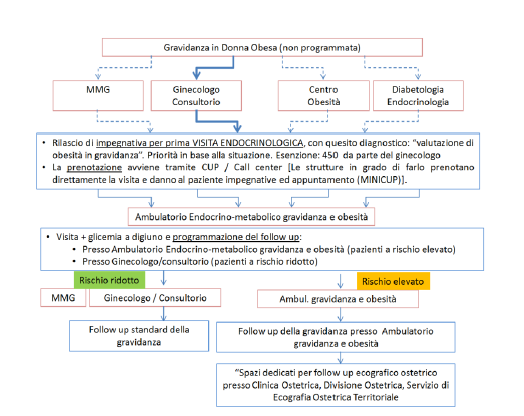 Gravidanza in Donna Obesa (non programmata)
MMG
Ginecologo
Consultorio
Centro
Obesità
Diabetologia
Endocrinologia
• Rilascio di impegnativa per prima VISITA ENDOCRINOLOGICA, con quesito diagnostico: “valutazione di
obesità in gravidanza”. Priorità in base alla situazione. Esenzione: 450 da parte del ginecologo
• La prenotazione avviene tramite CUP / Call center [Le strutture in grado di farlo prenotano
direttamente la visita e danno al paziente impegnative ed appuntamento (MINICUP)].
Ambulatorio Endocrino-metabolico gravidanza e obesità
• Visita + glicemia a digiuno e programmazione del follow up:
• Presso Ambulatorio Endocrino-metabolico gravidanza e obesità (pazienti a rischio elevato)
• Presso Ginecologo/consultorio (pazienti a rischio ridotto)
Rischio ridotto
Rischio elevato
MMG
Ginecologo / Consultorio
Ambul. gravidanza e obesità
Follow up standard della
gravidanza
Follow up della gravidanza presso Ambulatorio
gravidanza e obesità
“Spazi dedicati per follow up ecografico ostetrico
presso Clinica Ostetrica, Divisione Ostetrica, Servizio di
Ecografia Ostetrica Territoriale